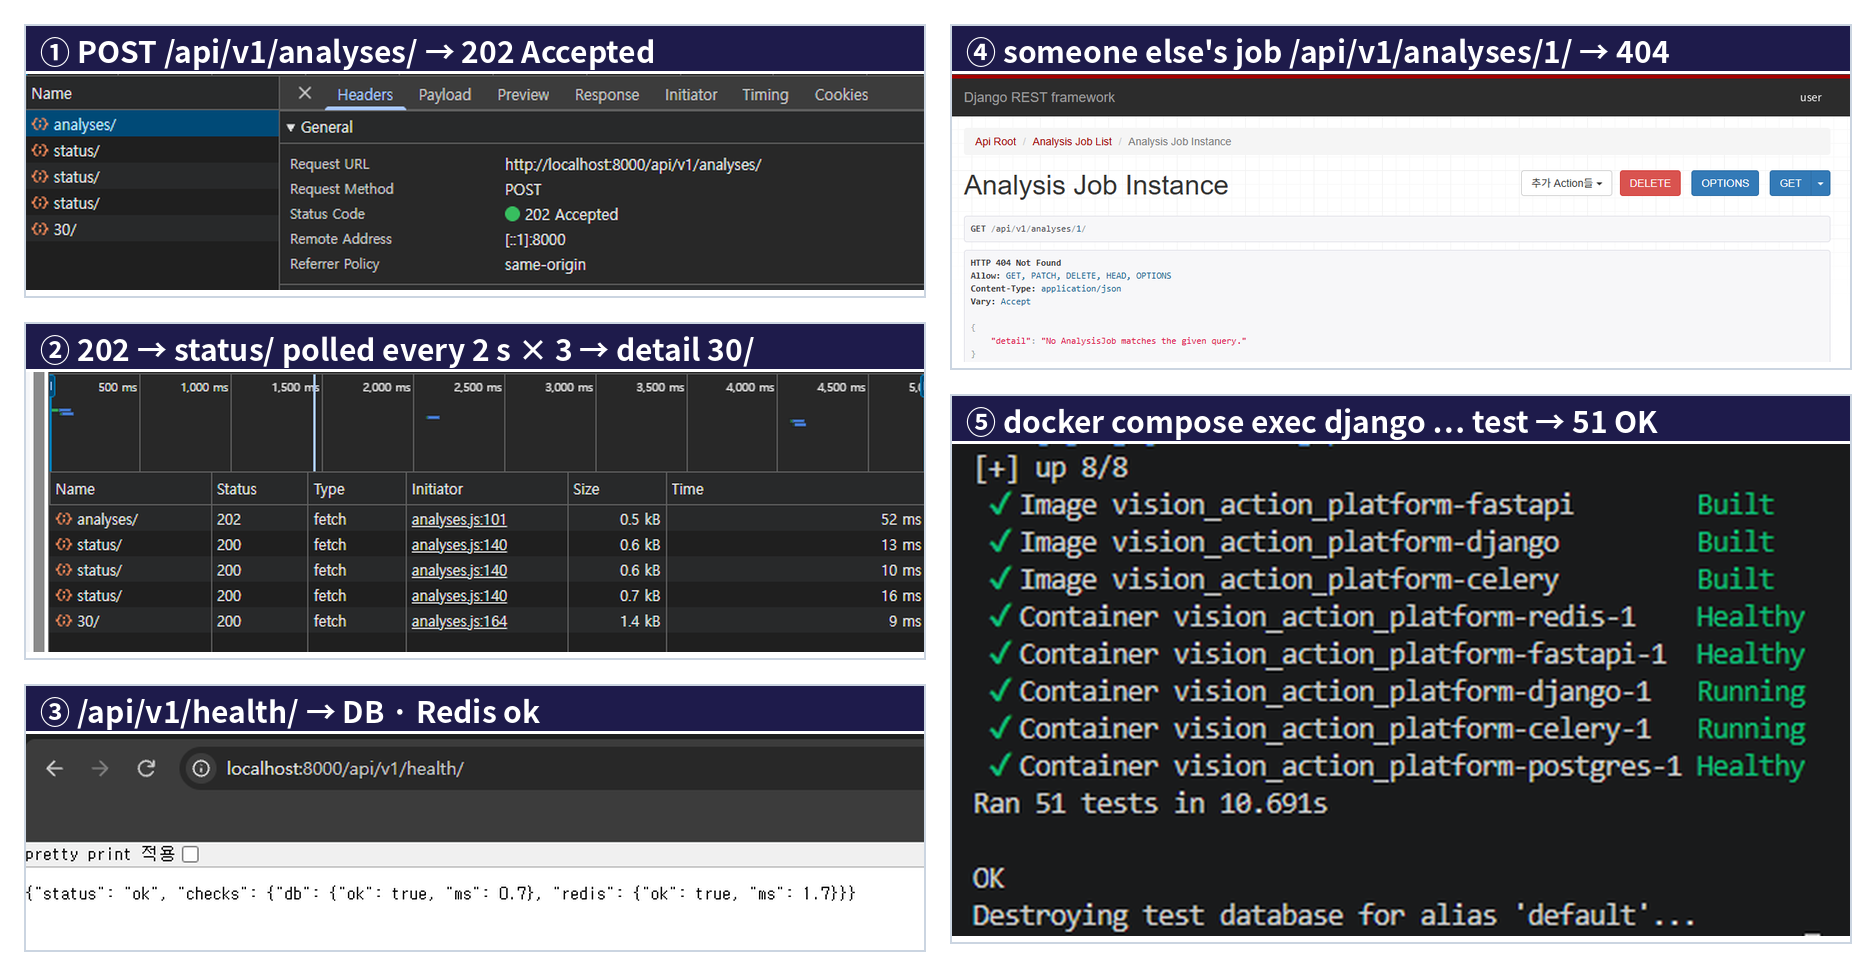 ① POST /api/v1/analyses/ → 202 Accepted
Name
analyses/
status/
status/
status/
30/
Headers Payload Preview Response Initiator Timing Cookies
▼ General
Request URL http://localhost:8000/api/v1/analyses/
Request Method POST
Status Code 202 Accepted
Remote Address [::1]:8000
Referrer Policy same-origin
② 202 → status/ polled every 2 s × 3 → detail 30/
500 ms 1,000 ms 1,500 ms 2,000 ms 2,500 ms 3,000 ms 3,500 ms 4,000 ms 4,500 ms
Name Status Type Initiator Size Time
analyses/ 202 fetch analyses.js:101 0.5 kB 52 ms
status/ 200 fetch analyses.js:140 0.6 kB 13 ms
status/ 200 fetch analyses.js:140 0.6 kB 10 ms
status/ 200 fetch analyses.js:140 0.7 kB 16 ms
30/ 200 fetch analyses.js:164 1.4 kB 9 ms
③ /api/v1/health/ → DB · Redis ok
localhost:8000/api/v1/health/
pretty print 적용
{"status": "ok", "checks": {"db": {"ok": true, "ms": 0.7}, "redis": {"ok": true, "ms": 1.7}}}
④ someone else's job /api/v1/analyses/1/ → 404
Django REST framework user
Api Root / Analysis Job List / Analysis Job Instance
Analysis Job Instance
추가 Action들 DELETE OPTIONS GET
GET /api/v1/analyses/1/
HTTP 404 Not Found
Allow: GET, PATCH, DELETE, HEAD, OPTIONS
Content-Type: application/json
Vary: Accept
{
"detail": "No AnalysisJob matches the given query."
}
⑤ docker compose exec django … test → 51 OK
[+] up 8/8
✓ Image vision_action_platform-fastapi Built
✓ Image vision_action_platform-django Built
✓ Image vision_action_platform-celery Built
✓ Container vision_action_platform-redis-1 Healthy
✓ Container vision_action_platform-fastapi-1 Healthy
✓ Container vision_action_platform-django-1 Running
✓ Container vision_action_platform-celery-1 Running
✓ Container vision_action_platform-postgres-1 Healthy
Ran 51 tests in 10.691s
OK
Destroying test database for alias 'default'...